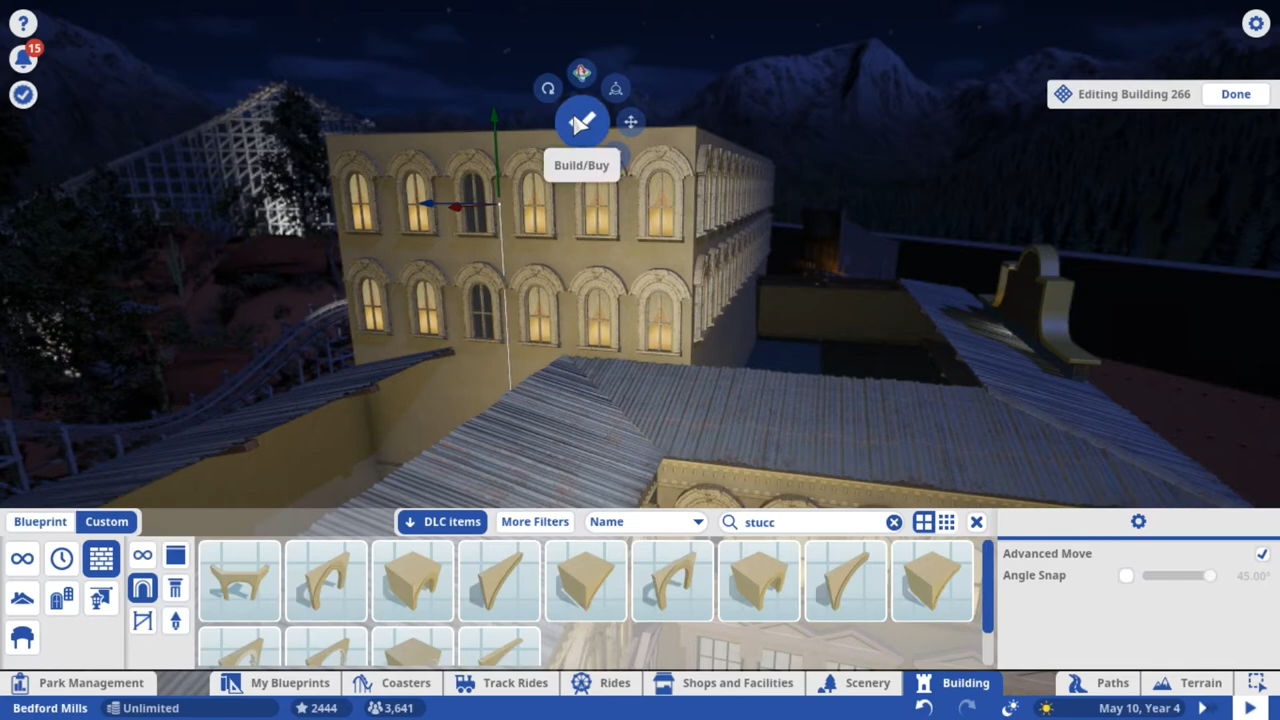 ?
15
Editing Building 266 Done
Build/Buy
Blueprint Custom DLC items More Filters Name stucc
Advanced Move
Angle Snap 45.00°
Park Management My Blueprints Coasters Track Rides Rides Shops and Facilities Scenery Building Paths Terrain
Bedford Mills Unlimited 2444 3,641 May 10, Year 4